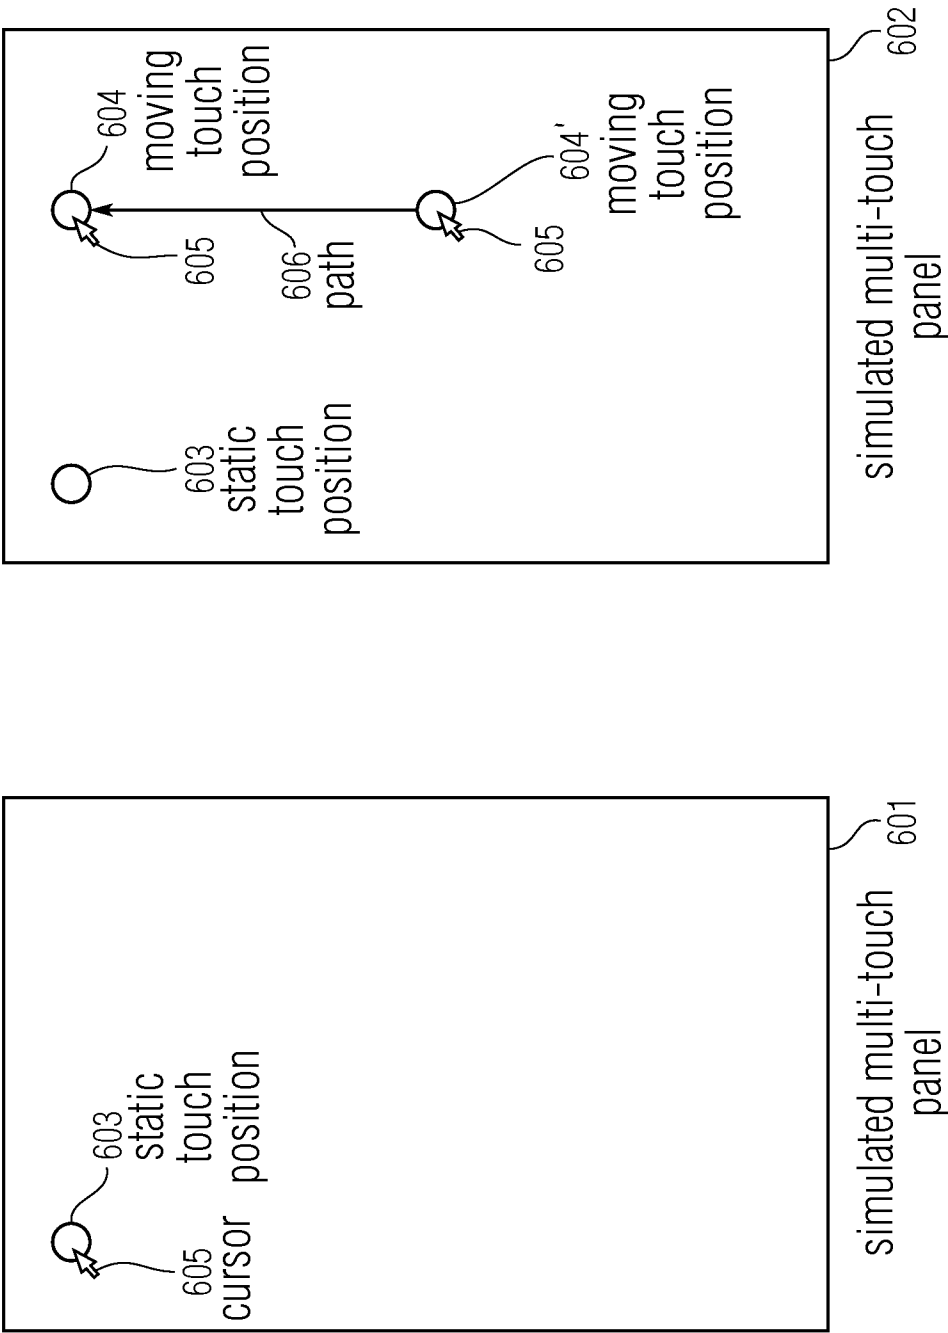 603
static
touch
position
605
cursor
601
simulated multi-touch
panel
604
moving
touch
position
605
606
path
603
static
touch
position
604'
moving
touch
position
605
602
simulated multi-touch
panel